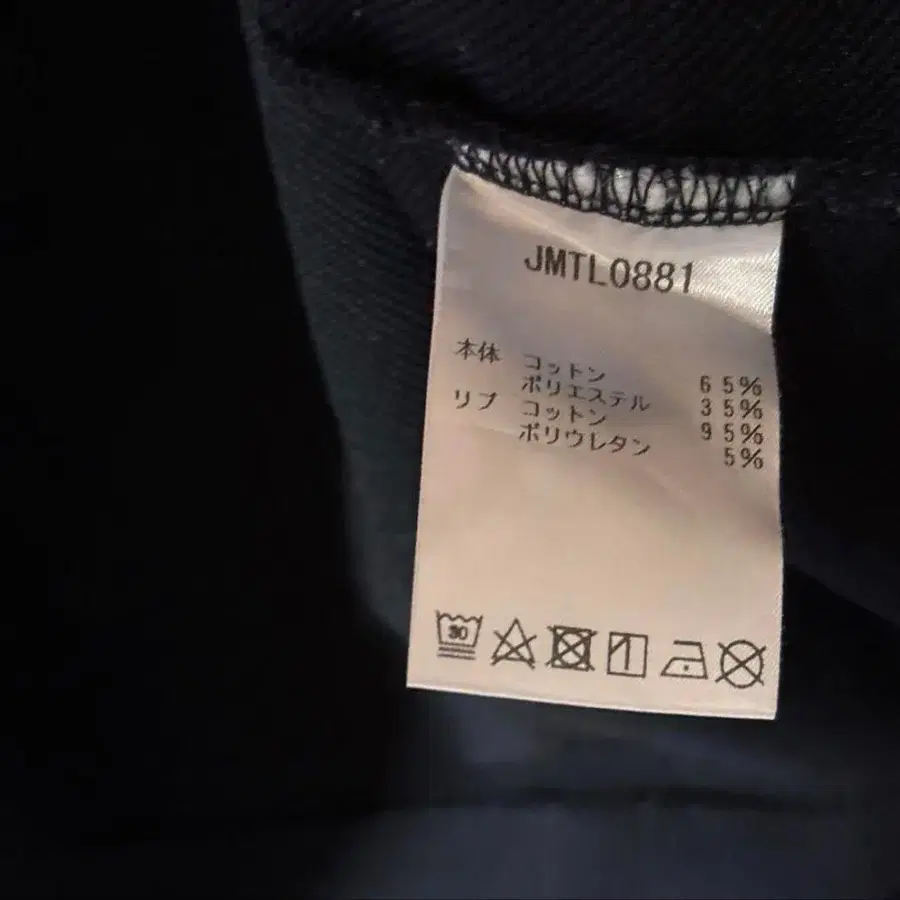 JMTL0881
本体 コットン 65%
ポリエステル 35%
リブ コットン 95%
ポリウレタン 5%
30